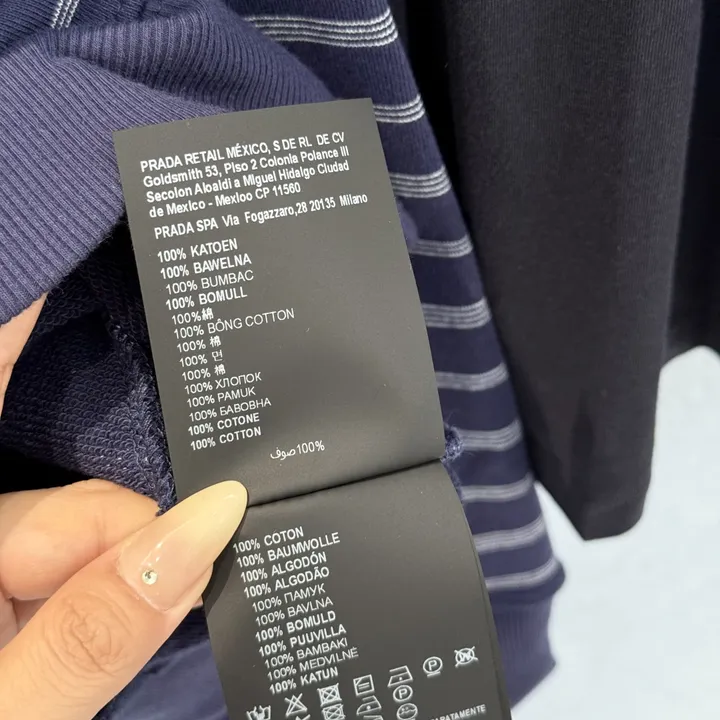 PRADA RETAIL MÉXICO, S DE RL DE CV
Goldsmith 53, Piso 2 Colonia Polance III
Secolon Aloaldi a Miguel Hidalgo Ciudad
de Mexico - Mexioo CP 11560
PRADA SPA Via Fogazzaro,28 20135 Milano
100% KATOEN
100% BAWELNA
100% BUMBAC
100% BOMULL
100%綿
100% BÔNG COTTON
100% 棉
100% 면
100% 棉
100% ХЛОПОК
100% PAMUK
100% БАВОВНА
100% COTONE
100% COTTON
100% صوف
100% COTON
100% BAUMWOLLE
100% ALGODÓN
100% ALGODÃO
100% ПАМУК
100% BAVLNA
100% BOMULD
100% PUUVILLA
100% BAMBAKI
100% MEDVILNĖ
100% KATUN